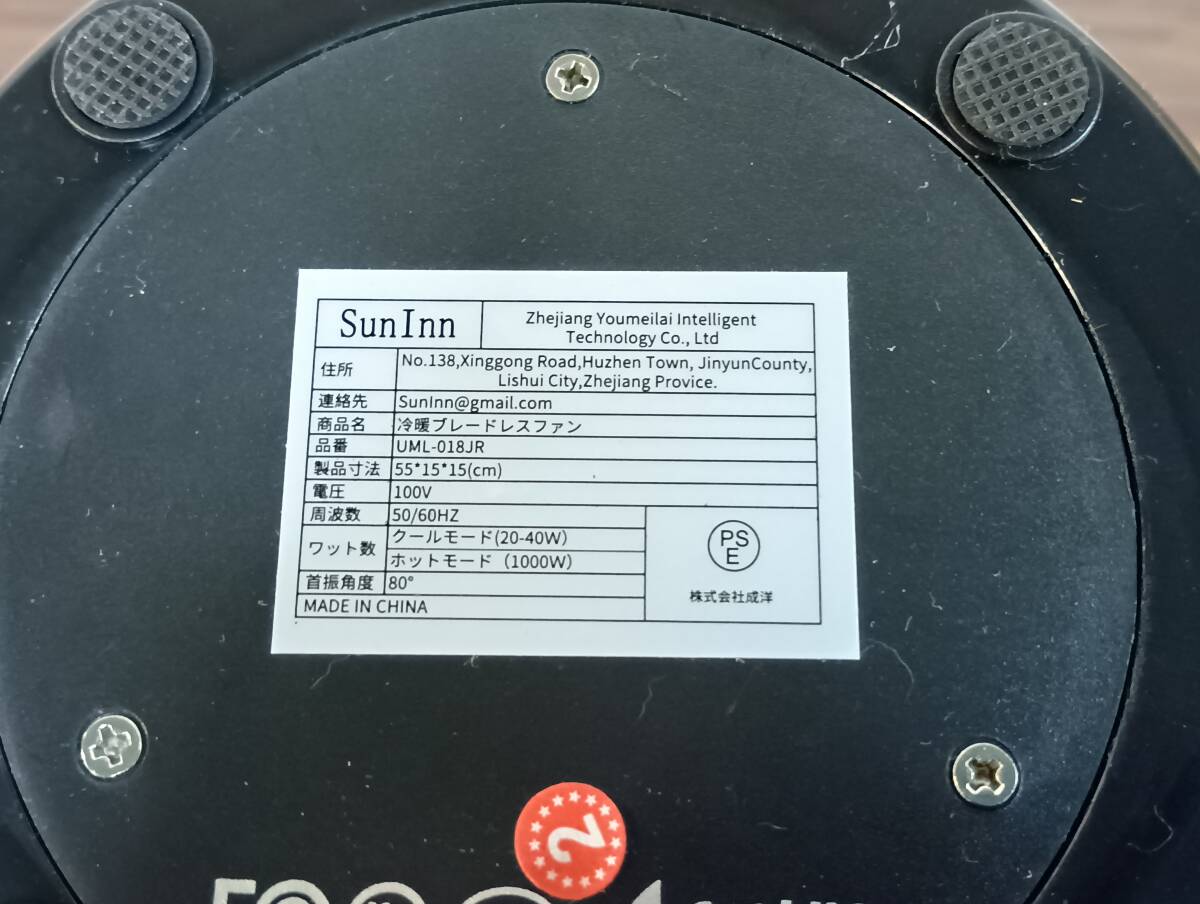 SunInn
Zhejiang Youmeilai Intelligent
Technology Co., Ltd
住所
No.138,Xinggong Road,Huzhen Town, JinyunCounty,
Lishui City,Zhejiang Provice.
連絡先 SunInn@gmail.com
商品名 冷暖ブレードレスファン
品番 UML-018JR
製品寸法 55*15*15(cm)
電圧 100V
周波数 50/60HZ
ワット数
クールモード(20-40W)
ホットモード（1000W）
首振角度 80°
MADE IN CHINA
PS
E
株式会社成洋
2